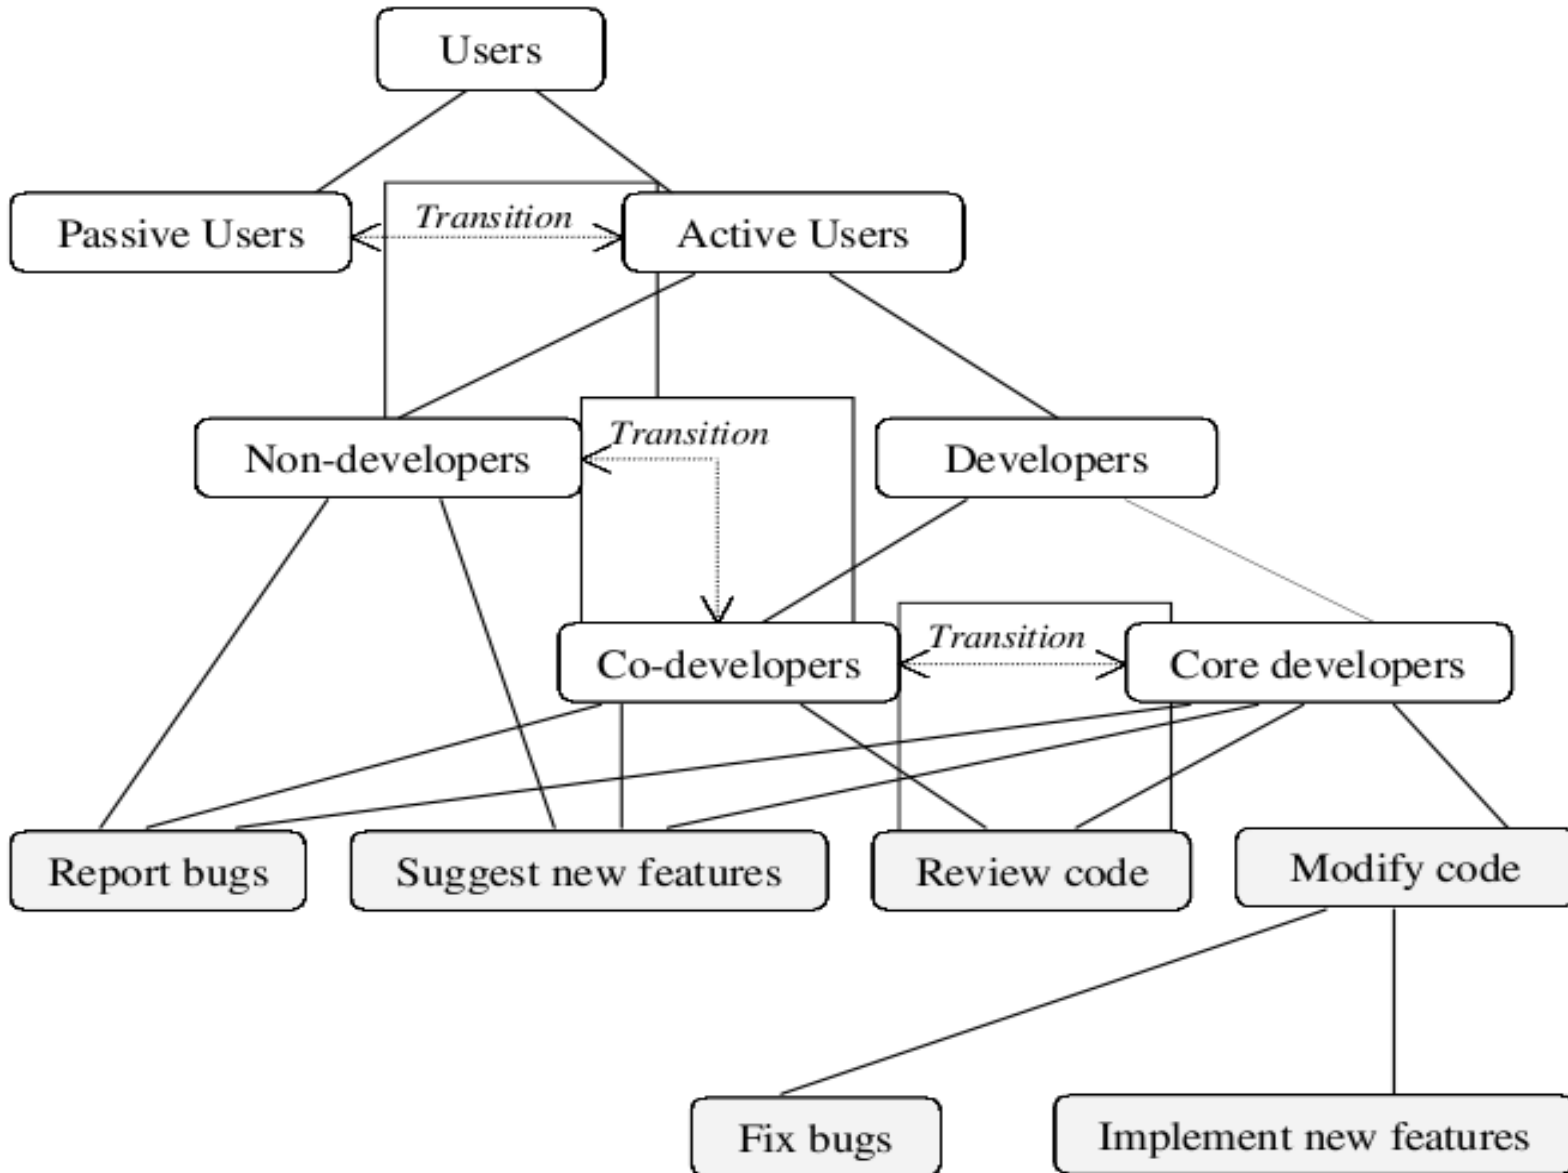 Users
Passive Users
Transition
Active Users
Non-developers
Transition
Developers
Co-developers
Transition
Core developers
Report bugs
Suggest new features
Review code
Modify code
Fix bugs
Implement new features